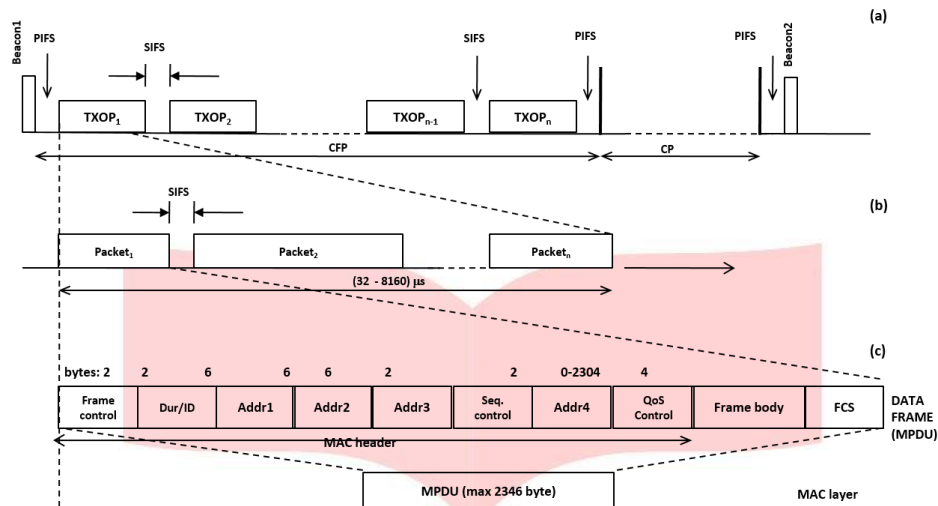 (a)
Beacon1
PIFS
SIFS
SIFS
PIFS
PIFS
Beacon2
TXOP1
TXOP2
TXOPn-1
TXOPn
CFP
CP
SIFS
(b)
Packet1
Packet2
Packetn
(32 - 8160) μs
(c)
bytes: 2 2 6 6 6 2 2 0-2304 4
Frame control
Dur/ID
Addr1
Addr2
Addr3
Seq. control
Addr4
QoS Control
Frame body
FCS
DATA FRAME (MPDU)
MAC header
MPDU (max 2346 byte)
MAC layer